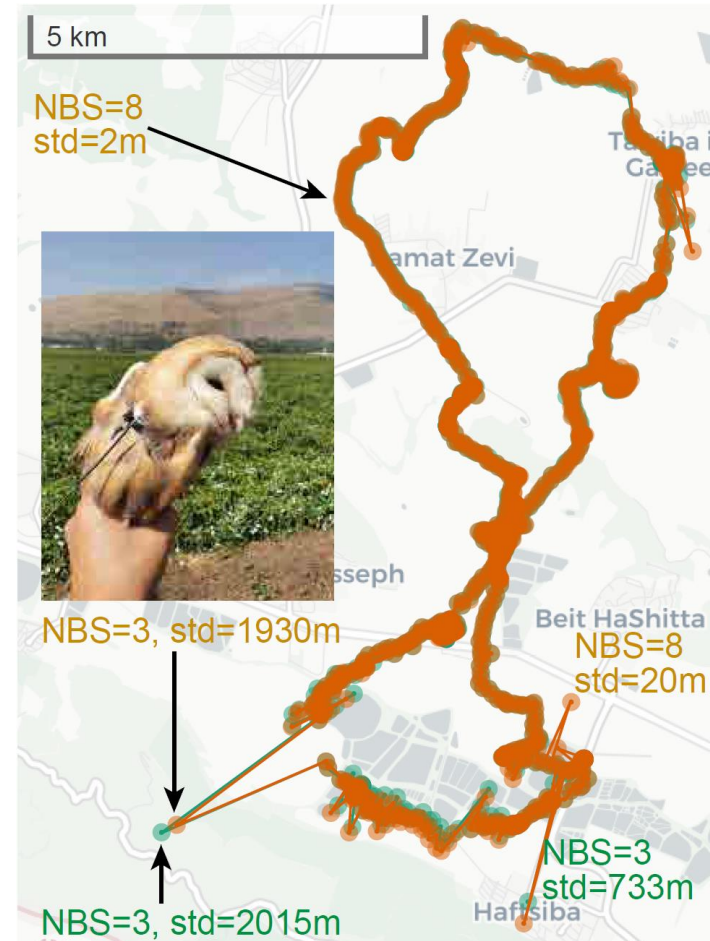 5 km
NBS=8
std=2m
Ramat Zevi
Beit HaShitta
NBS=3, std=1930m
NBS=8
std=20m
NBS=3
std=733m
NBS=3, std=2015m